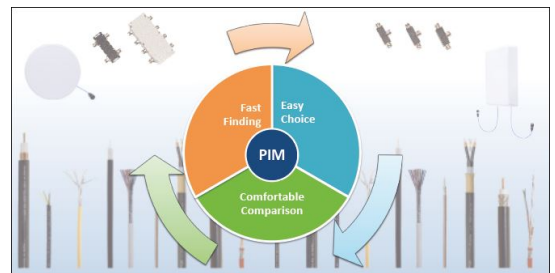 Fast
Finding
Easy
Choice
PIM
Comfortable
Comparison